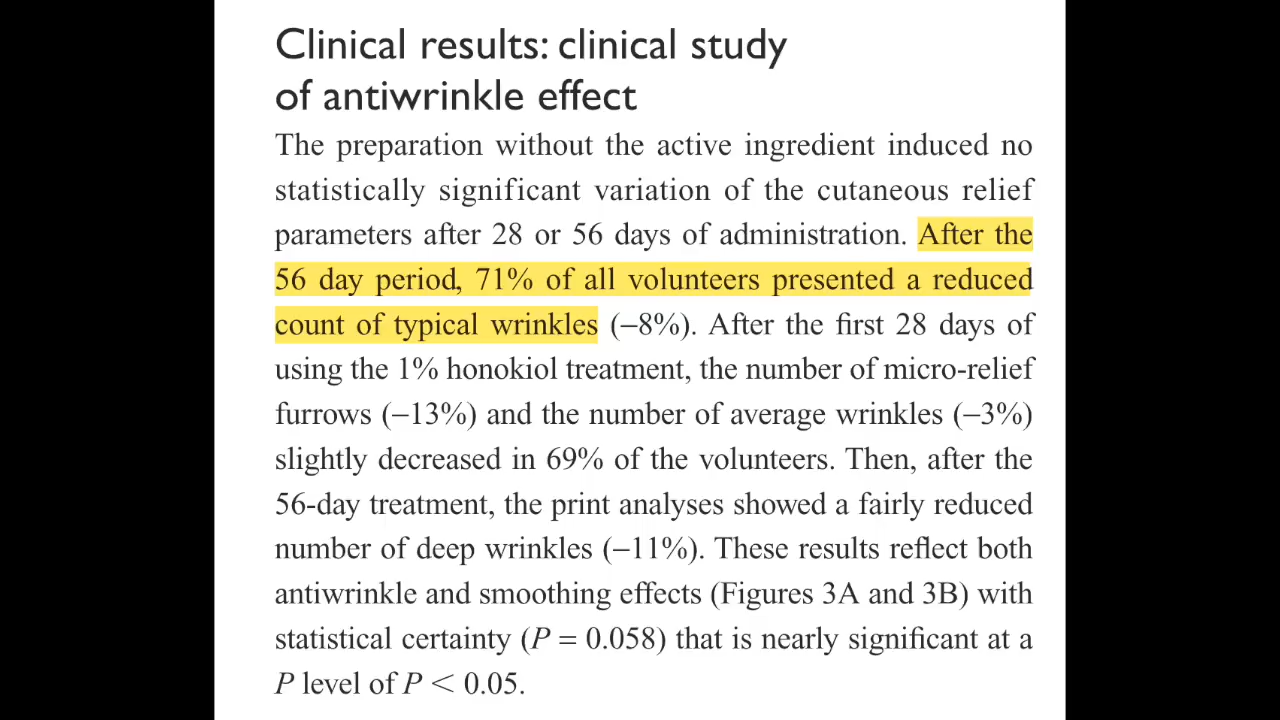 Clinical results: clinical study
of antiwrinkle effect
The preparation without the active ingredient induced no
statistically significant variation of the cutaneous relief
parameters after 28 or 56 days of administration. After the
56 day period, 71% of all volunteers presented a reduced
count of typical wrinkles (−8%). After the first 28 days of
using the 1% honokiol treatment, the number of micro-relief
furrows (−13%) and the number of average wrinkles (−3%)
slightly decreased in 69% of the volunteers. Then, after the
56-day treatment, the print analyses showed a fairly reduced
number of deep wrinkles (−11%). These results reflect both
antiwrinkle and smoothing effects (Figures 3A and 3B) with
statistical certainty (P = 0.058) that is nearly significant at a
P level of P < 0.05.